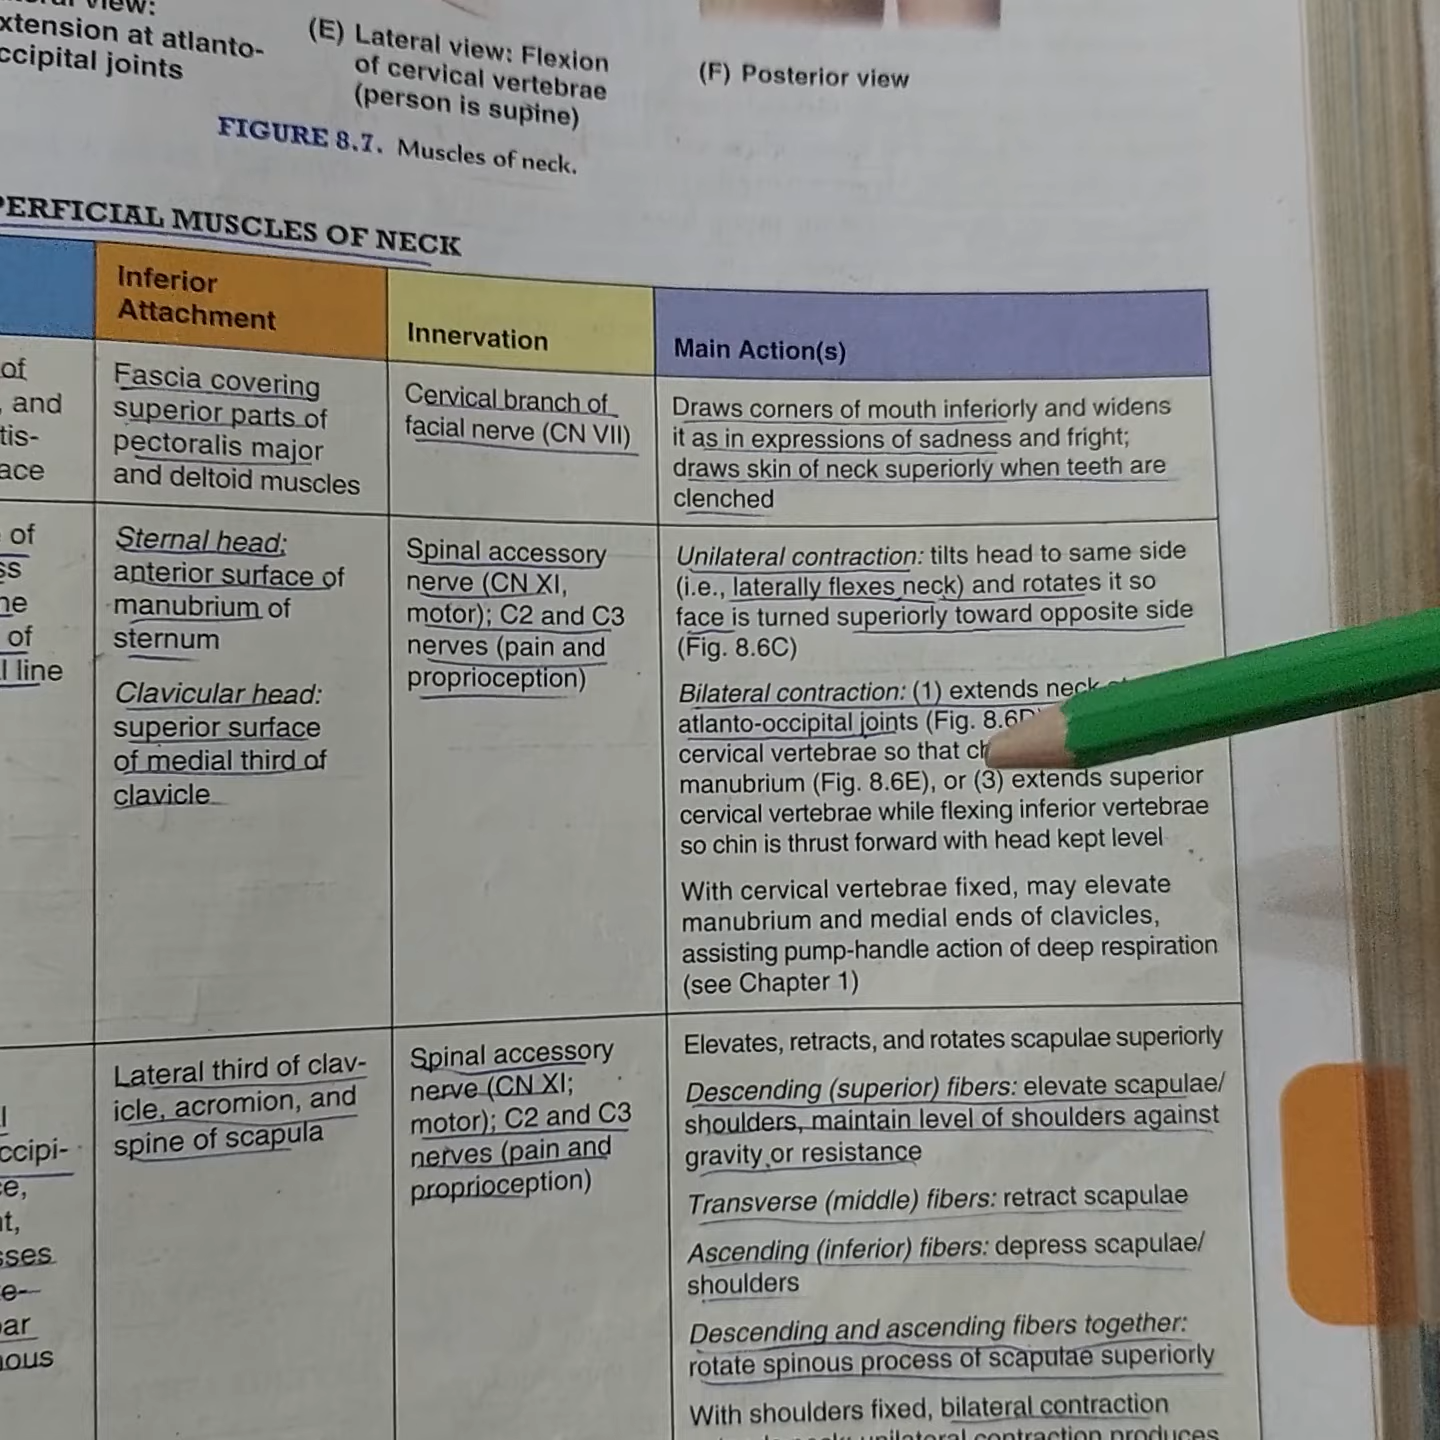 view:
xtension at atlanto-
ccipital joints
(E) Lateral view: Flexion
of cervical vertebrae
(person is supine)
(F) Posterior view
FIGURE 8.7. Muscles of neck.
PERFICIAL MUSCLES OF NECK
Inferior
Attachment
Innervation
Main Action(s)
of
, and
tis-
ace
Fascia covering
superior parts of
pectoralis major
and deltoid muscles
Cervical branch of
facial nerve (CN VII)
Draws corners of mouth inferiorly and widens
it as in expressions of sadness and fright;
draws skin of neck superiorly when teeth are
clenched
of
ss
ne
of
l line
Sternal head:
anterior surface of
manubrium of
sternum
Clavicular head:
superior surface
of medial third of
clavicle
Spinal accessory
nerve (CN XI,
motor); C2 and C3
nerves (pain and
proprioception)
Unilateral contraction: tilts head to same side
(i.e., laterally flexes neck) and rotates it so
face is turned superiorly toward opposite side
(Fig. 8.6C)
Bilateral contraction: (1) extends neck
atlanto-occipital joints (Fig. 8.6D
cervical vertebrae so that ch
manubrium (Fig. 8.6E), or (3) extends superior
cervical vertebrae while flexing inferior vertebrae
so chin is thrust forward with head kept level
With cervical vertebrae fixed, may elevate
manubrium and medial ends of clavicles,
assisting pump-handle action of deep respiration
(see Chapter 1)
l
ccipi-
e,
t,
sses
e-
ar
ous
Lateral third of clav-
icle, acromion, and
spine of scapula
Spinal accessory
nerve (CN XI;
motor); C2 and C3
nerves (pain and
proprioception)
Elevates, retracts, and rotates scapulae superiorly
Descending (superior) fibers: elevate scapulae/
shoulders, maintain level of shoulders against
gravity or resistance
Transverse (middle) fibers: retract scapulae
Ascending (inferior) fibers: depress scapulae/
shoulders
Descending and ascending fibers together:
rotate spinous process of scapulae superiorly
With shoulders fixed, bilateral contraction
unilateral contraction produces